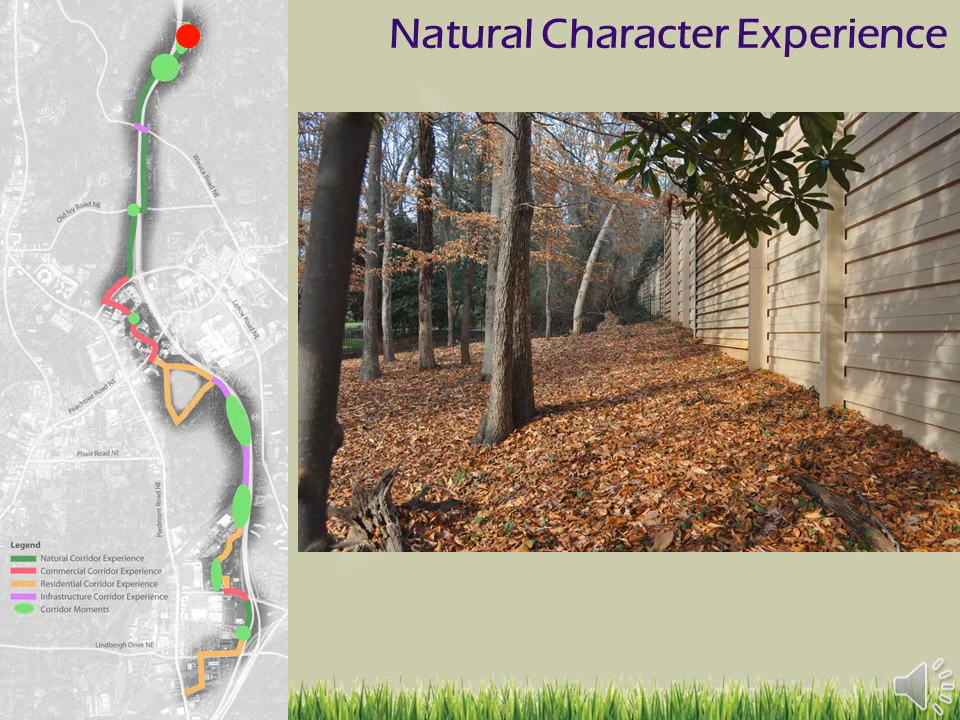 Natural Character Experience
Wieuca Road NE
Old Ivy Road NE
Lenox Road NE
Peachtree Road NE
Pharr Road NE
Piedmont Road NE
Legend
Natural Corridor Experience
Commercial Corridor Experience
Residential Corridor Experience
Infrastructure Corridor Experience
Corridor Moments
Lindbergh Drive NE